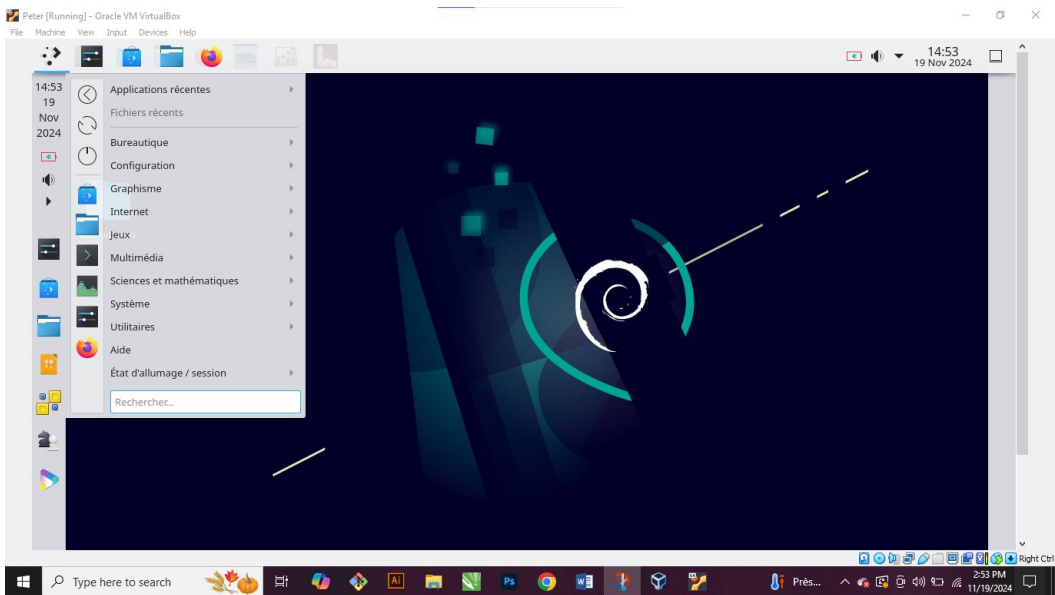 Peter [Running] - Oracle VM VirtualBox
File Machine View Input Devices Help
14:53
19 Nov 2024
14:53
19
Nov
2024
Applications récentes
Fichiers récents
Bureautique
Configuration
Graphisme
Internet
Jeux
Multimédia
Sciences et mathématiques
Système
Utilitaires
Aide
État d'allumage / session
Rechercher...
Right Ctrl
Type here to search
Ai
Ps
Près...
2:53 PM
11/19/2024